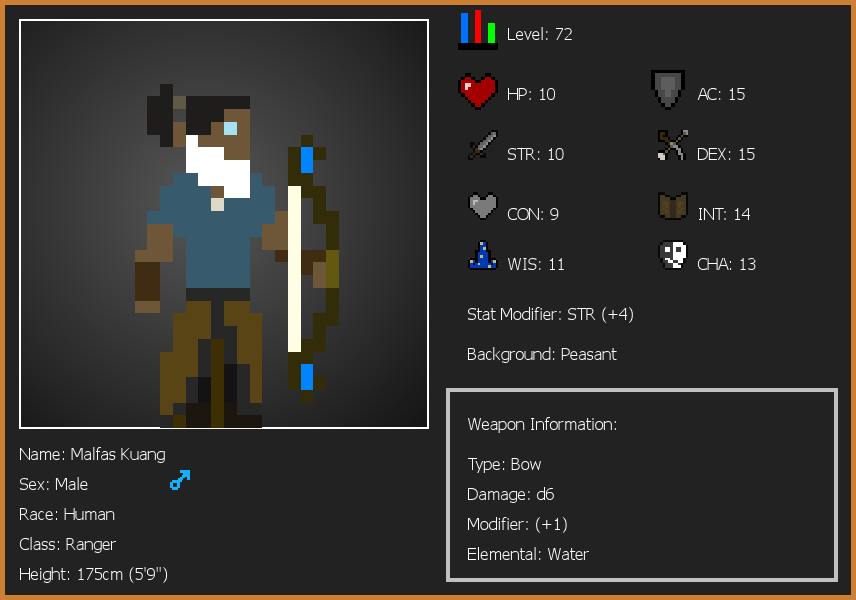 Level: 72
HP: 10
AC: 15
STR: 10
DEX: 15
CON: 9
INT: 14
WIS: 11
CHA: 13
Stat Modifier: STR (+4)
Background: Peasant
Weapon Information:
Type: Bow
Damage: d6
Modifier: (+1)
Elemental: Water
Name: Malfas Kuang
Sex: Male
Race: Human
Class: Ranger
Height: 175cm (5'9")